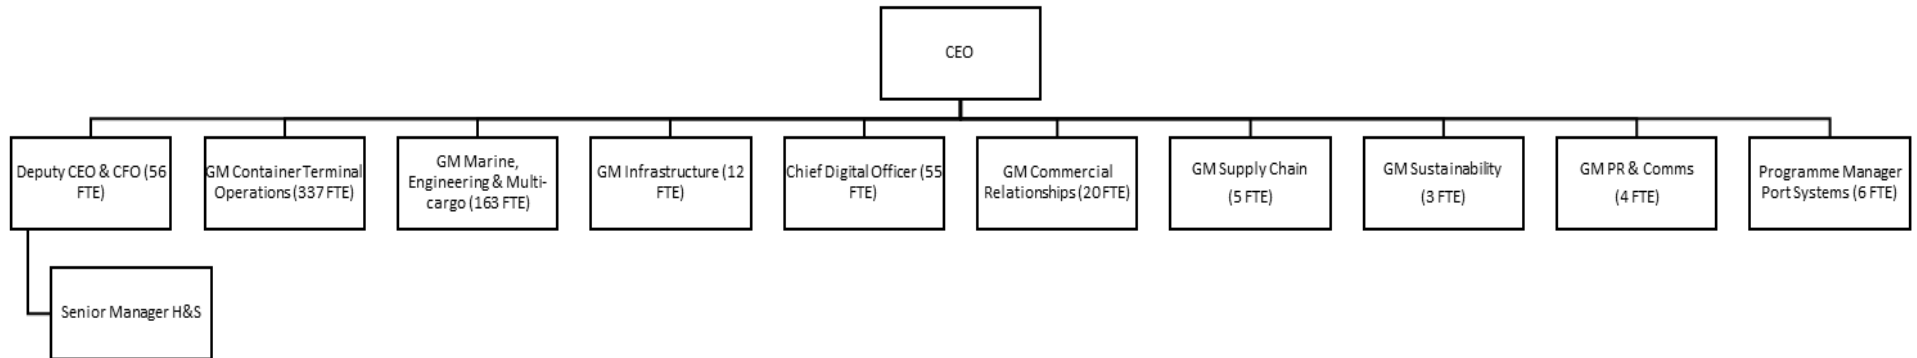 CEO
Deputy CEO & CFO (56
FTE)
GM Container Terminal
Operations (337 FTE)
GM Marine,
Engineering & Multi-
cargo (163 FTE)
GM Infrastructure (12
FTE)
Chief Digital Officer (55
FTE)
GM Commercial
Relationships (20 FTE)
GM Supply Chain
(5 FTE)
GM Sustainability
(3 FTE)
GM PR & Comms
(4 FTE)
Programme Manager
Port Systems (6 FTE)
Senior Manager H&S